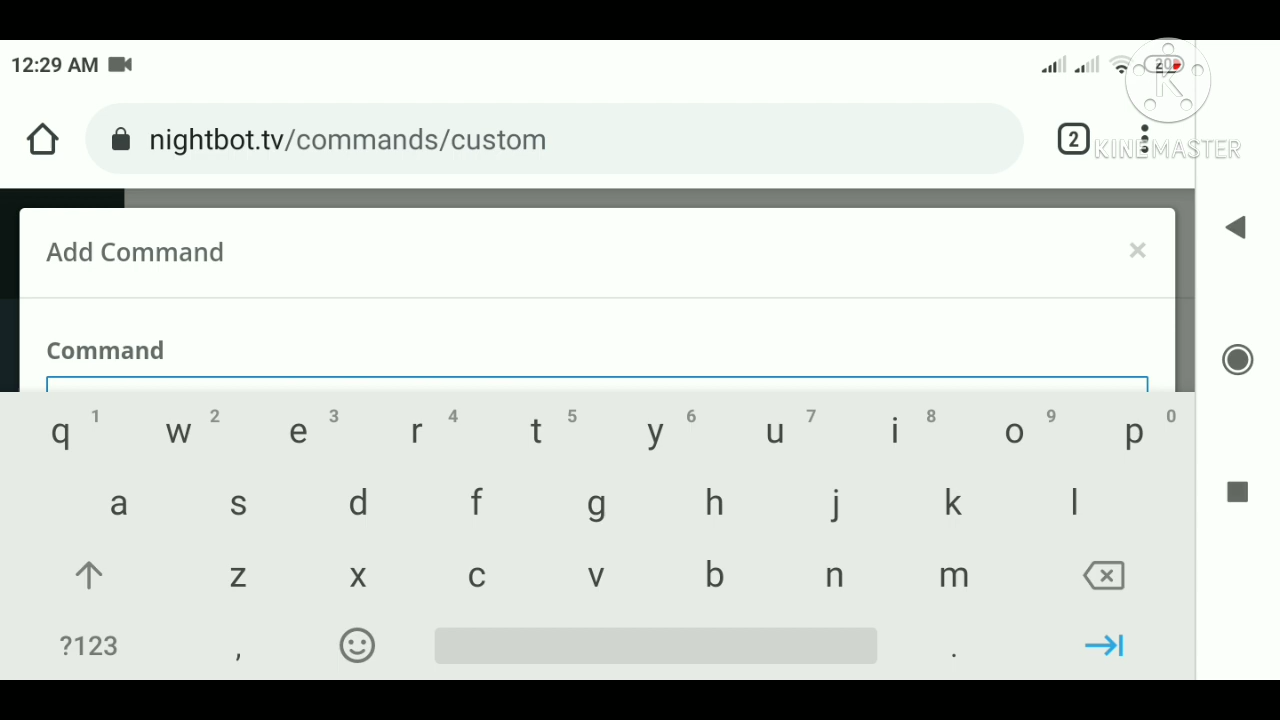 12:29 AM
20
nightbot.tv/commands/custom
2
K
KINEMASTER
Add Command
×
Command
q 1 w 2 e 3 r 4 t 5 y 6 u 7 i 8 o 9 p 0
a s d f g h j k l
z x c v b n m
?123 , .